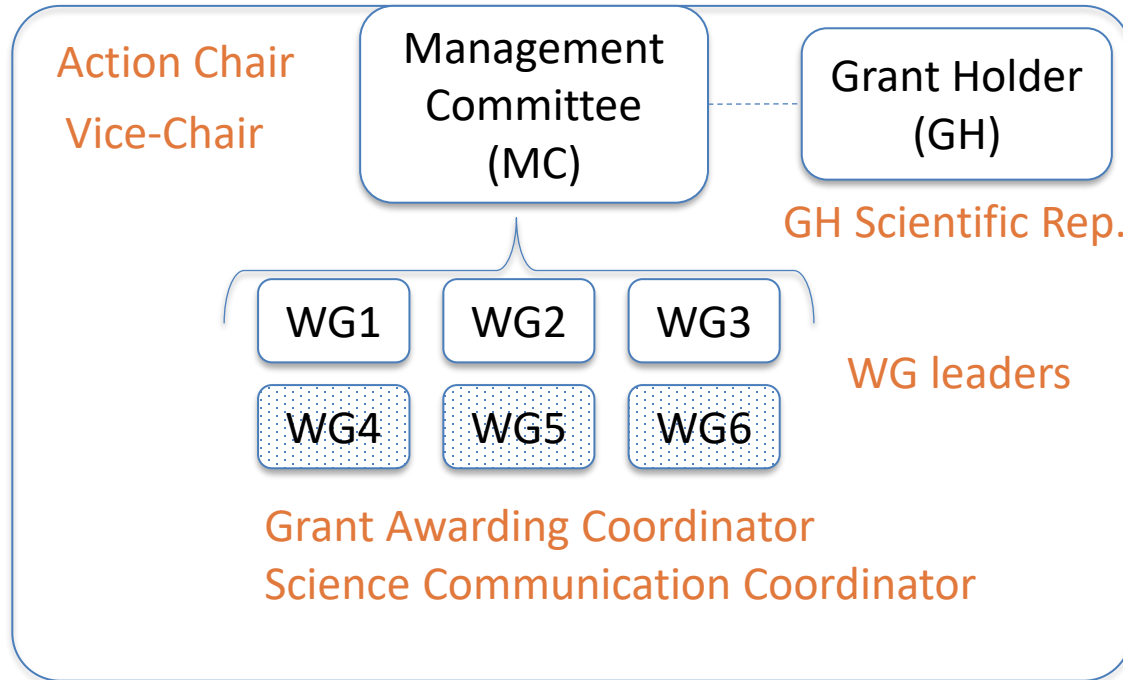 Action Chair
Vice-Chair
Management
Committee
(MC)
Grant Holder
(GH)
GH Scientific Rep.
WG1
WG2
WG3
WG leaders
WG4
WG5
WG6
Grant Awarding Coordinator
Science Communication Coordinator